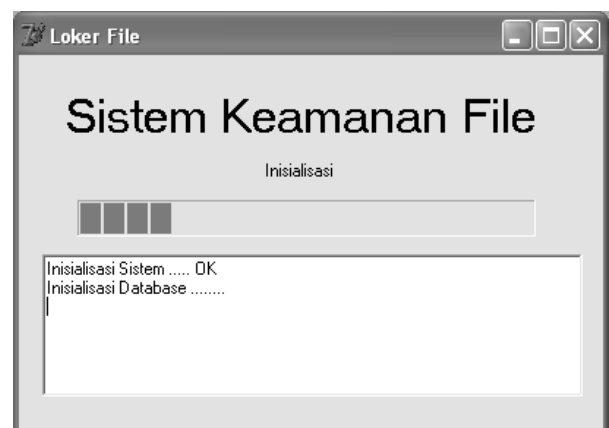 Loker File
Sistem Keamanan File
Inisialisasi
Inisialisasi Sistem ..... OK
Inisialisasi Database ........